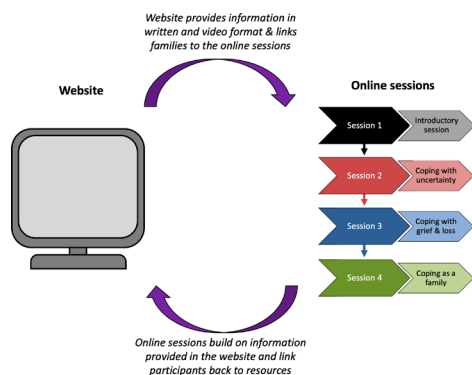 Website provides information in
written and video format & links
families to the online sessions
Website
Online sessions
Session 1
Introductory
session
Session 2
Coping with
uncertainty
Session 3
Coping with
grief & loss
Session 4
Coping as a
family
Online sessions build on information
provided in the website and link
participants back to resources